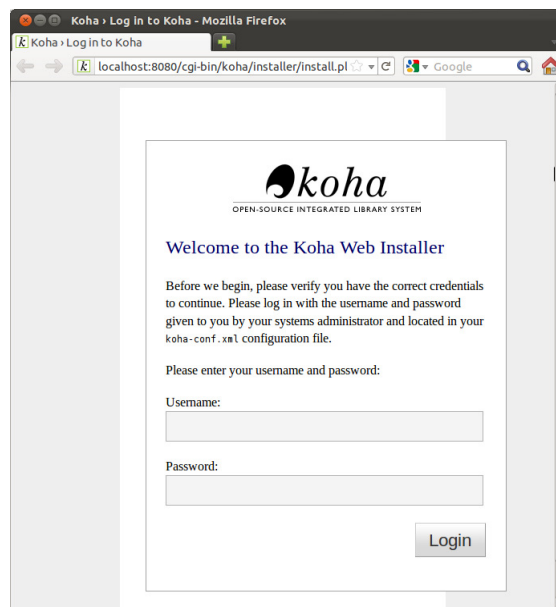 Koha › Log in to Koha - Mozilla Firefox
k Koha › Log in to Koha
k localhost:8080/cgi-bin/koha/installer/install.pl
Google
koha
OPEN-SOURCE INTEGRATED LIBRARY SYSTEM
Welcome to the Koha Web Installer
Before we begin, please verify you have the correct credentials
to continue. Please log in with the username and password
given to you by your systems administrator and located in your
koha-conf.xml configuration file.
Please enter your username and password:
Username:
Password:
Login